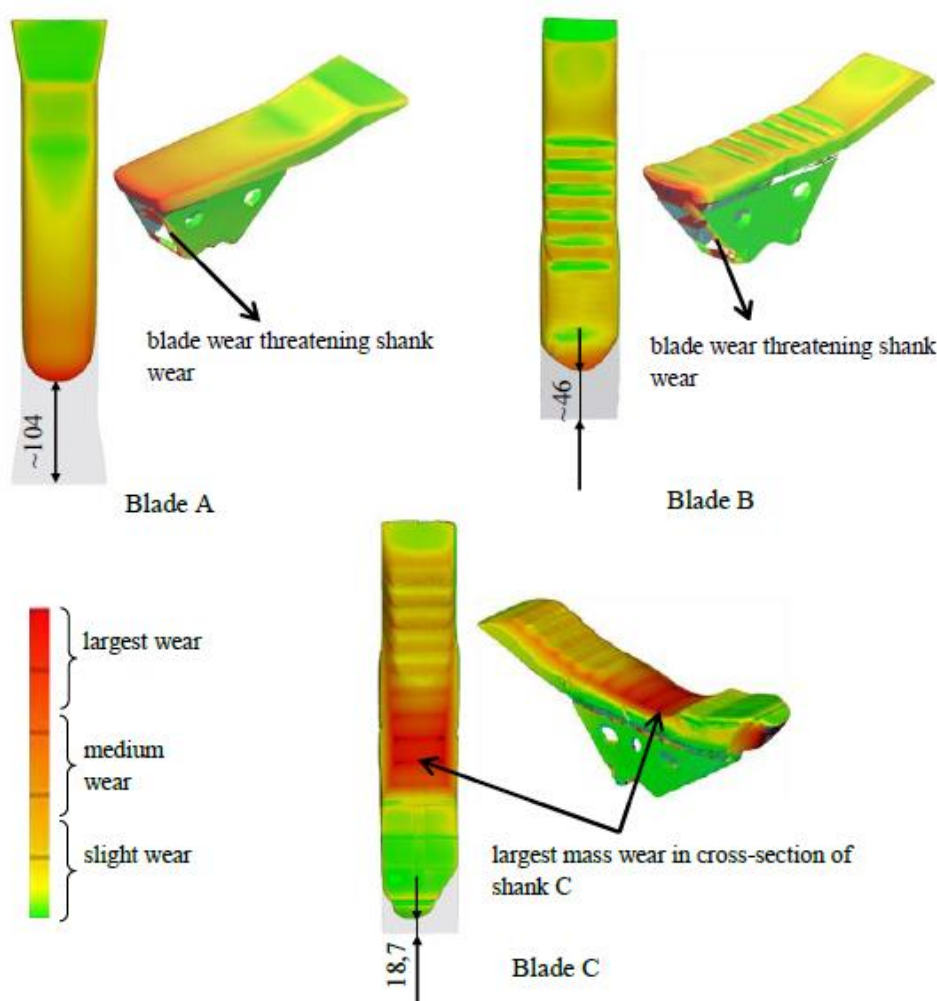 blade wear threatening shank
wear
~104
Blade A
blade wear threatening shank
wear
~46
Blade B
largest wear
medium
wear
slight wear
largest mass wear in cross-section of
shank C
18,7
Blade C